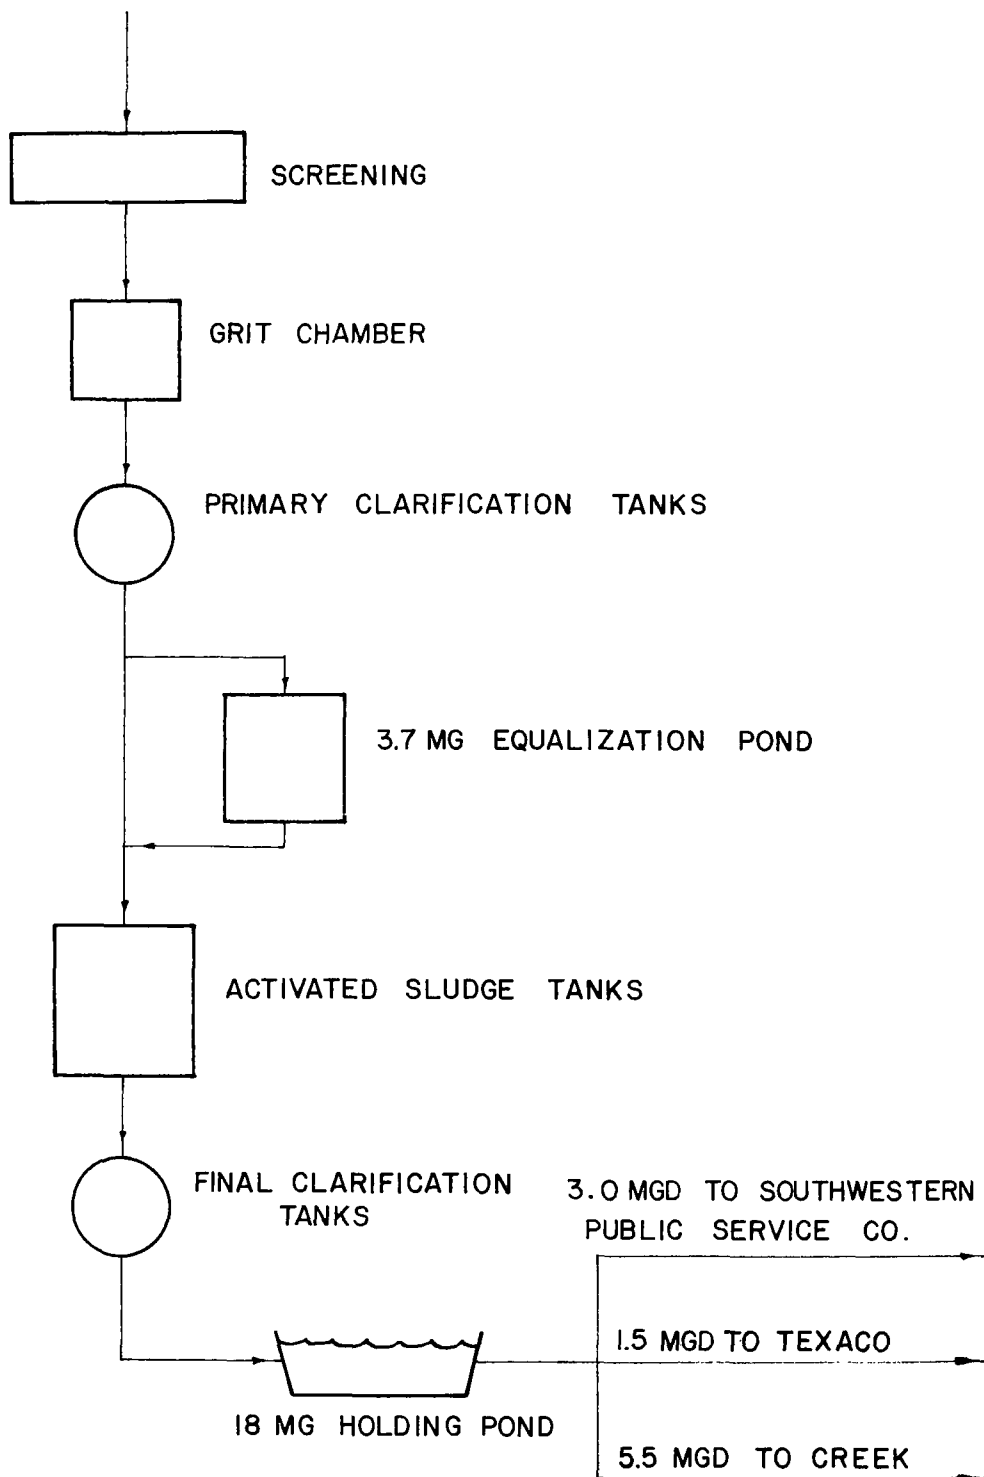 SCREENING
GRIT CHAMBER
PRIMARY CLARIFICATION TANKS
3.7 MG EQUALIZATION POND
ACTIVATED SLUDGE TANKS
FINAL CLARIFICATION
TANKS
3.0 MGD TO SOUTHWESTERN
PUBLIC SERVICE CO.
1.5 MGD TO TEXACO
18 MG HOLDING POND
5.5 MGD TO CREEK